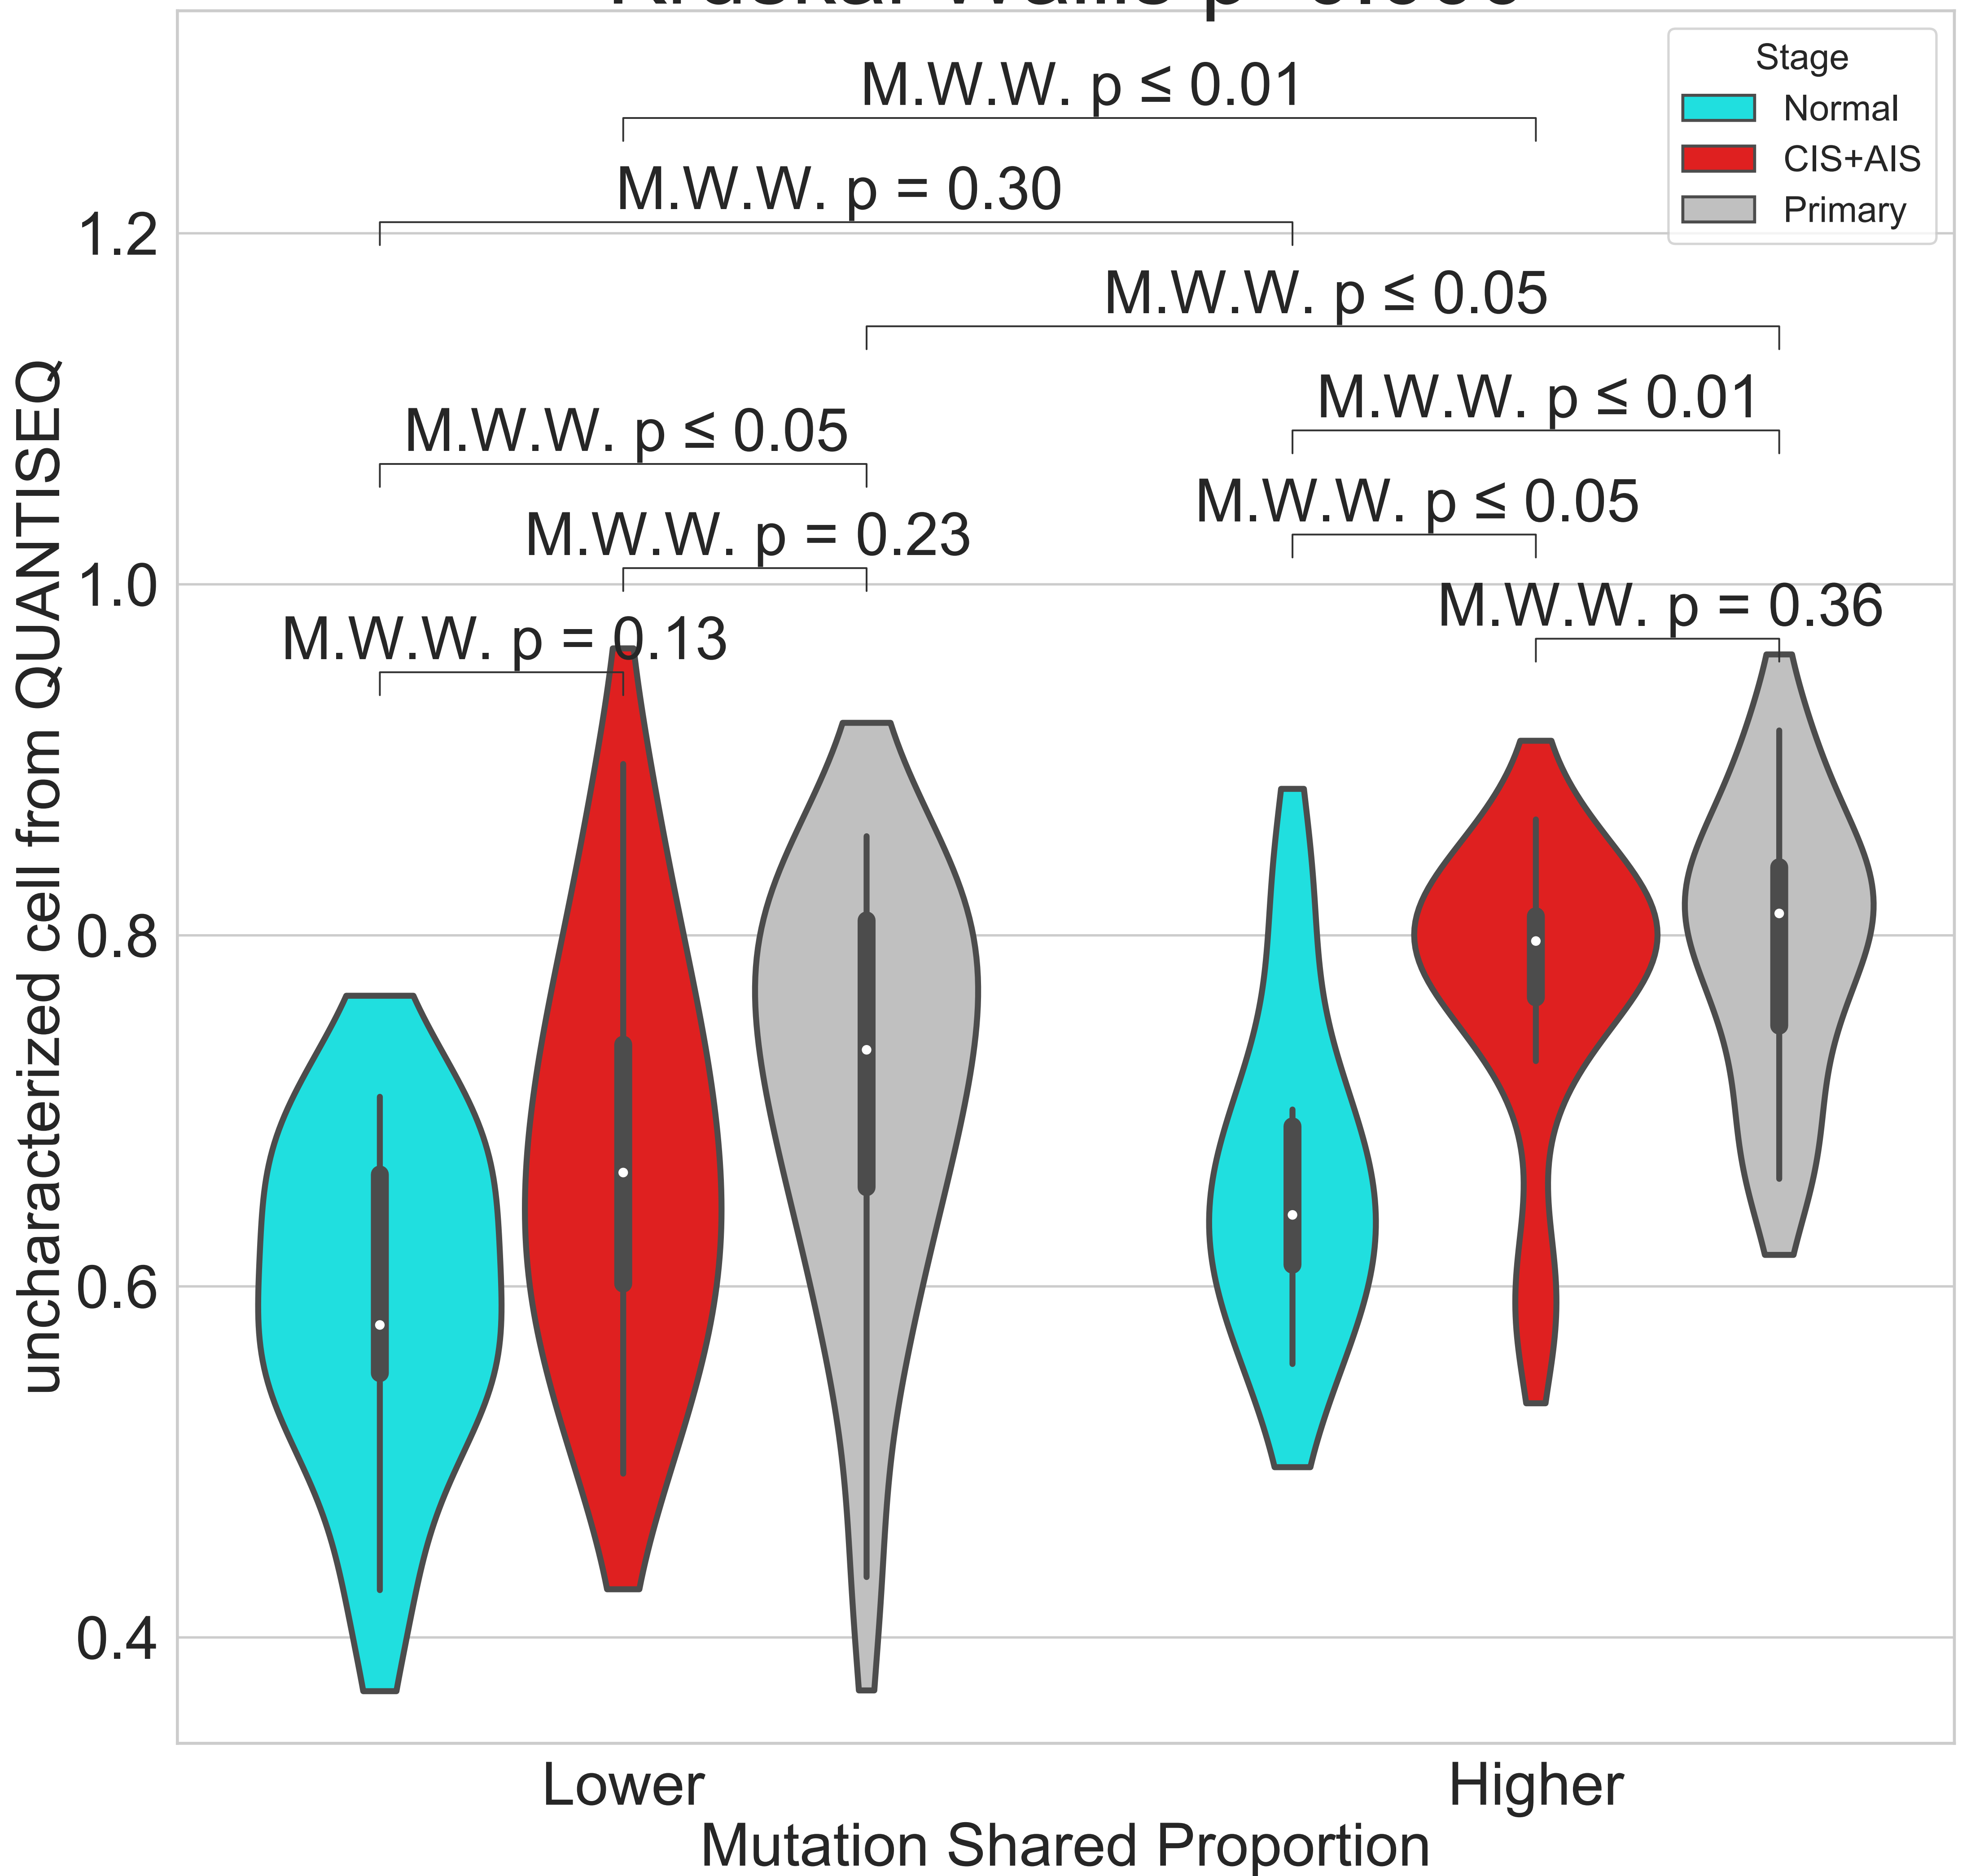 Stage
Normal
CIS+AIS
Primary
M.W.W. p ≤ 0.01
M.W.W. p = 0.30
M.W.W. p ≤ 0.05
M.W.W. p ≤ 0.01
M.W.W. p ≤ 0.05
M.W.W. p ≤ 0.05
M.W.W. p = 0.23
M.W.W. p = 0.36
M.W.W. p = 0.13
1.2
1.0
0.8
0.6
0.4
uncharacterized cell from QUANTISEQ
Lower
Higher
Mutation Shared Proportion